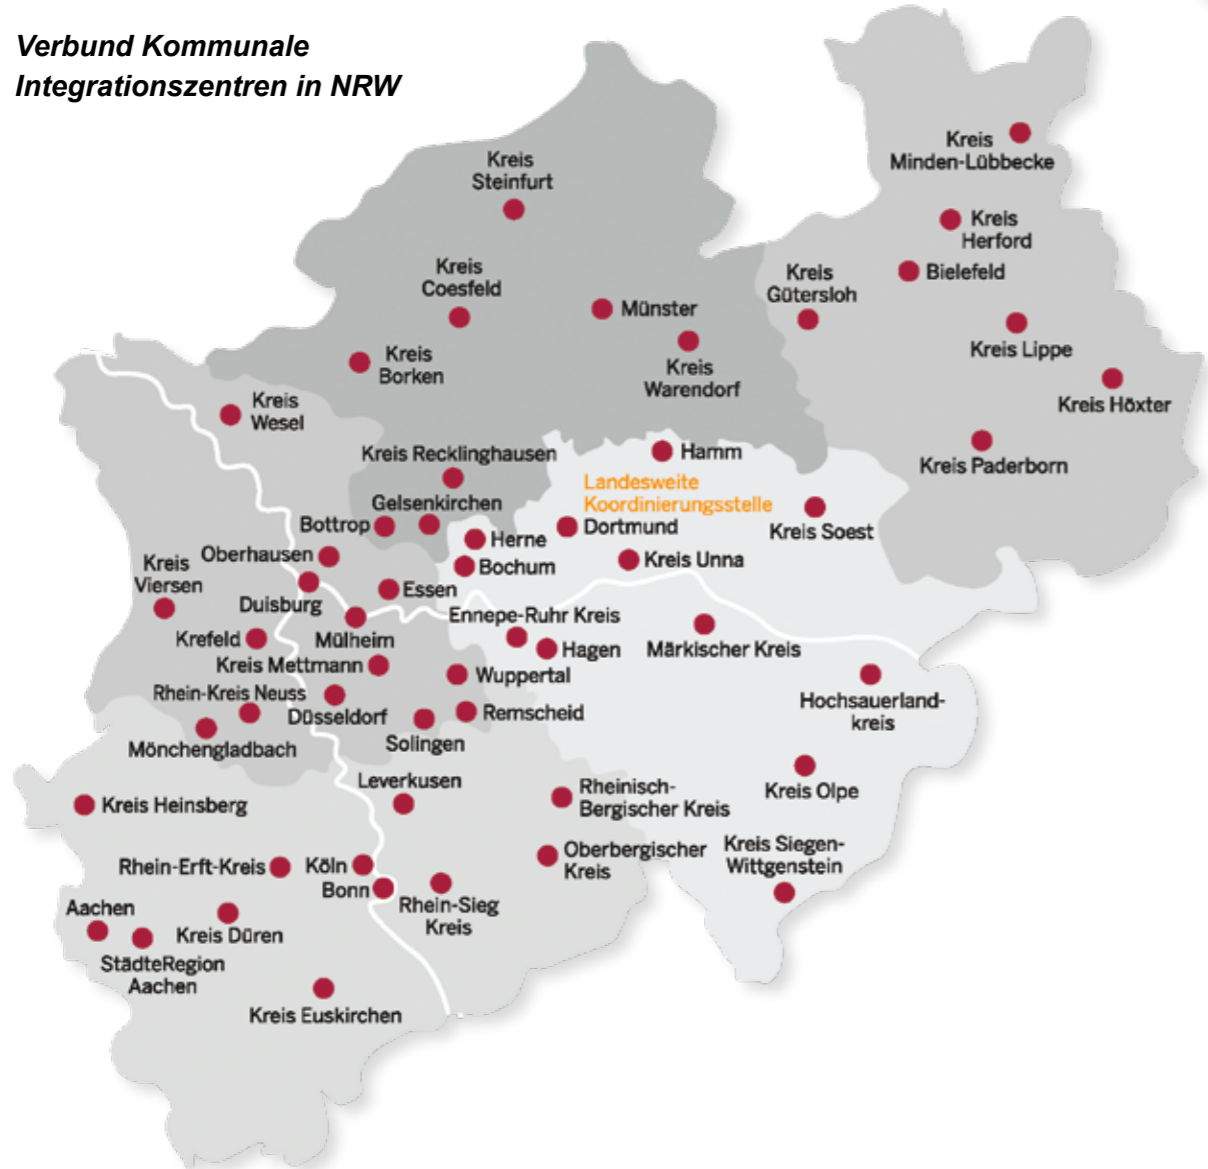 Verbund Kommunale
Integrationszentren in NRW
Kreis
Minden-Lübbecke
Kreis
Steinfurt
Kreis
Herford
Kreis
Coesfeld
Kreis
Gütersloh
Bielefeld
Münster
Kreis Lippe
Kreis
Borken
Kreis
Warendorf
Kreis Höxter
Kreis
Wesel
Kreis Recklinghausen
Hamm
Kreis Paderborn
Landesweite
Koordinierungsstelle
Gelsenkirchen
Bottrop
Dortmund
Kreis Soest
Herne
Oberhausen
Kreis Unna
Bochum
Kreis
Viersen
Essen
Duisburg
Ennepe-Ruhr Kreis
Krefeld
Mülheim
Hagen
Märkischer Kreis
Kreis Mettmann
Wuppertal
Rhein-Kreis Neuss
Hochsauerland-
kreis
Düsseldorf
Remscheid
Solingen
Mönchengladbach
Leverkusen
Rheinisch-
Bergischer Kreis
Kreis Olpe
Kreis Heinsberg
Kreis Siegen-
Wittgenstein
Oberbergischer
Kreis
Rhein-Erft-Kreis
Köln
Bonn
Rhein-Sieg
Kreis
Aachen
Kreis Düren
StädteRegion
Aachen
Kreis Euskirchen